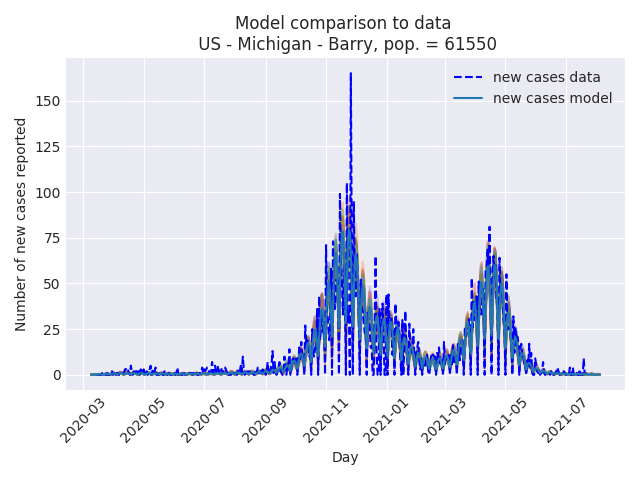 Model comparison to data
US - Michigan - Barry, pop. = 61550
new cases data
new cases model
Number of new cases reported
150
125
100
75
50
25
0
2020-03
2020-05
2020-07
2020-09
2020-11
2021-01
2021-03
2021-05
2021-07
Day